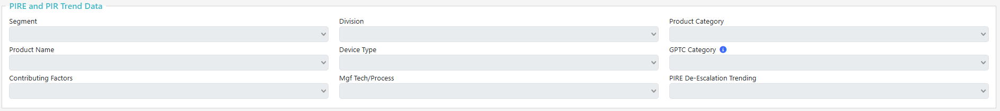 PIRE and PIR Trend Data
Segment
Division
Product Category
Product Name
Device Type
GPTC Category
Contributing Factors
Mgf Tech/Process
PIRE De-Escalation Trending